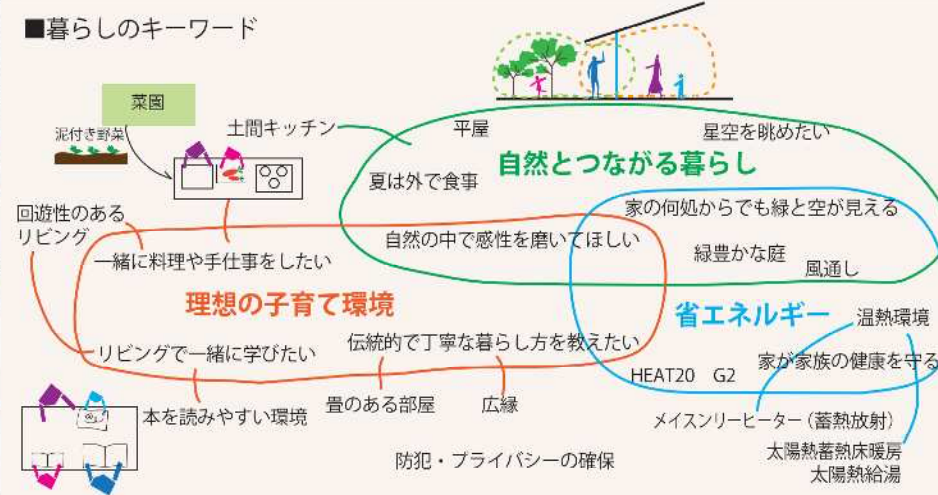 ■暮らしのキーワード
菜園
泥付き野菜
土間キッチン
平屋
星空を眺めたい
自然とつながる暮らし
夏は外で食事
回遊性のある
リビング
家の何処からでも緑と空が見える
自然の中で感性を磨いてほしい
緑豊かな庭
風通し
一緒に料理や手仕事をしたい
理想の子育て環境
省エネルギー
温熱環境
リビングで一緒に学びたい
伝統的で丁寧な暮らし方を教えたい
家が家族の健康を守る
HEAT20 G2
本を読みやすい環境
畳のある部屋
広縁
メイスンリーヒーター(蓄熱放射)
太陽熱蓄熱床暖房
太陽熱給湯
防犯・プライバシーの確保